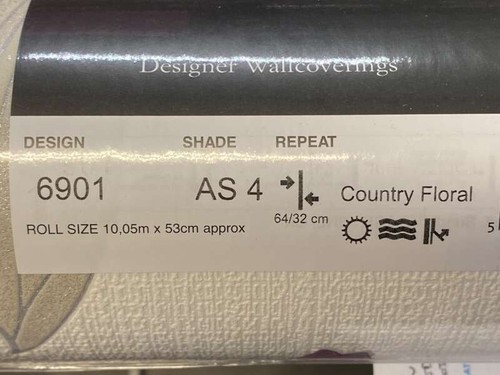 Designer Wallcoverings
DESIGN SHADE REPEAT
6901 AS 4 Country Floral
64/32 cm
ROLL SIZE 10,05m x 53cm approx
5